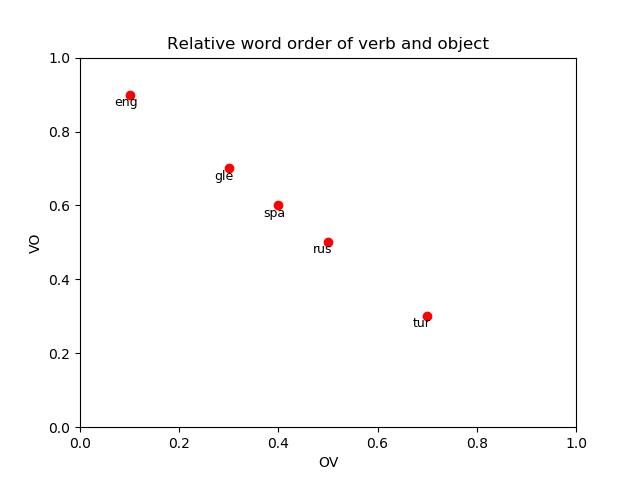 Relative word order of verb and object
1.0
0.8
0.6
0.4
0.2
0.0
VO
eng
gle
spa
rus
tur
0.0 0.2 0.4 0.6 0.8 1.0
OV